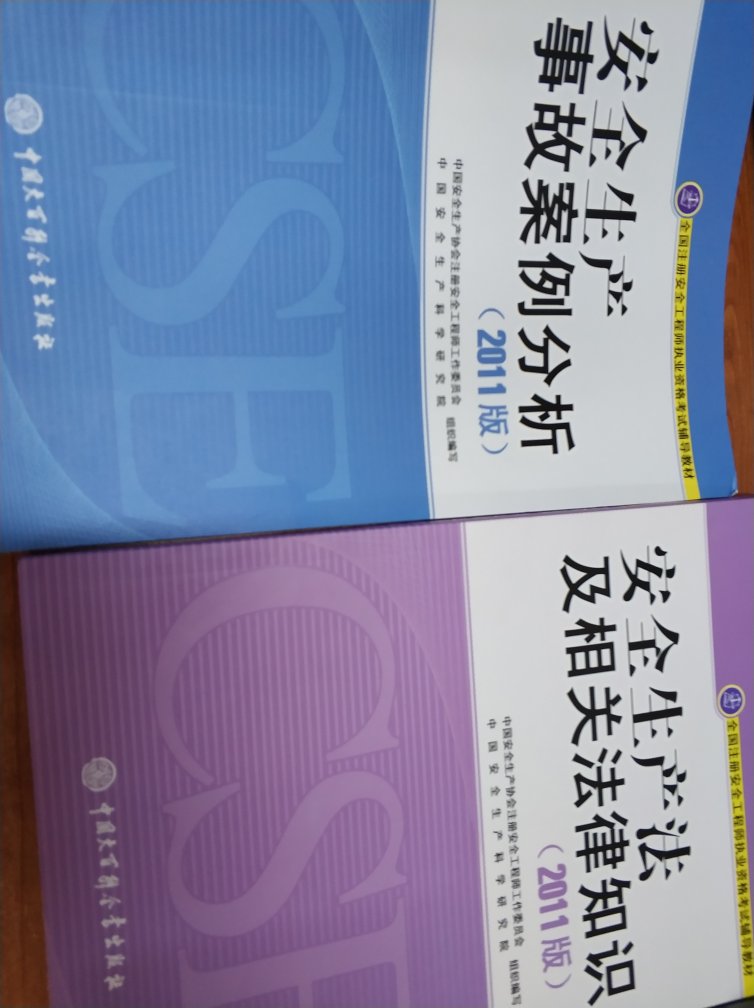 全国注册安全工程师执业资格考试辅导教材
安全生产
事故案例分析
（2011版）
中国安全生产协会注册安全工程师工作委员会
中国安全生产科学研究院
组织编写
CSE
中国大百科全书出版社
全国注册安全工程师执业资格考试辅导教材
安全生产法
及相关法律知识
（2011版）
中国安全生产协会注册安全工程师工作委员会
中国安全生产科学研究院
组织编写
CSE
中国大百科全书出版社